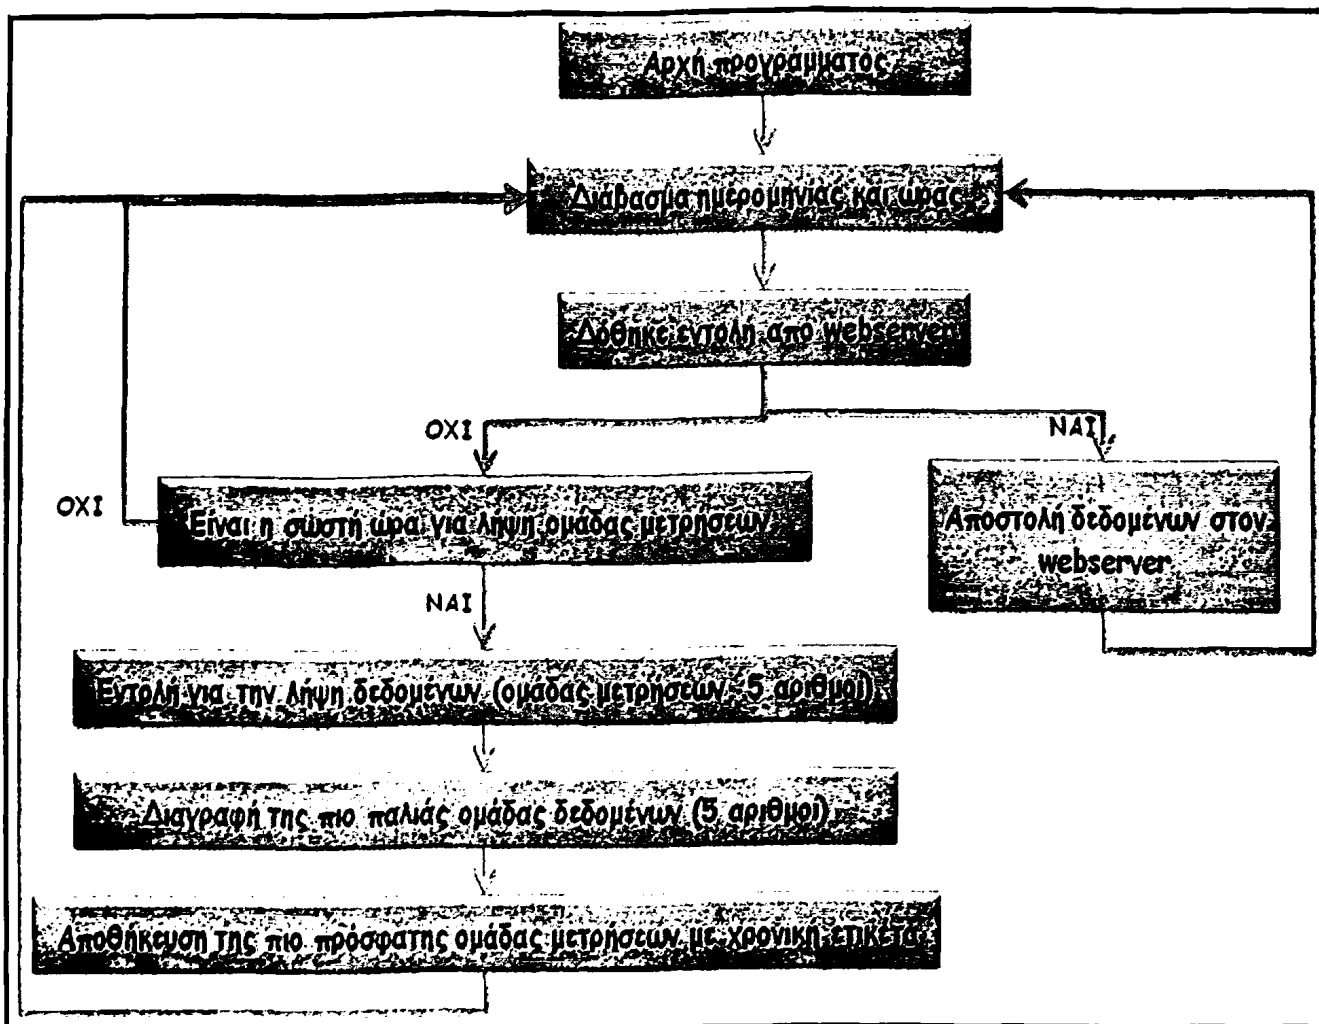 Αρχή προγράμματος
Διάβασμα ημερομηνίας και ώρας
Δόθηκε εντολή από webserver
ΟΧΙ
ΝΑΙ
ΟΧΙ
Είναι η σωστή ώρα για λήψη ομάδας μετρήσεων
Αποστολή δεδομένων στον
webserver
ΝΑΙ
Εντολή για την λήψη δεδομένων (ομάδας μετρήσεων - 5 αριθμοί)
Διαγραφή της πιο παλιάς ομάδας δεδομένων (5 αριθμοί)
Αποθήκευση της πιο πρόσφατης ομάδας μετρήσεων με χρονική ετικέτα